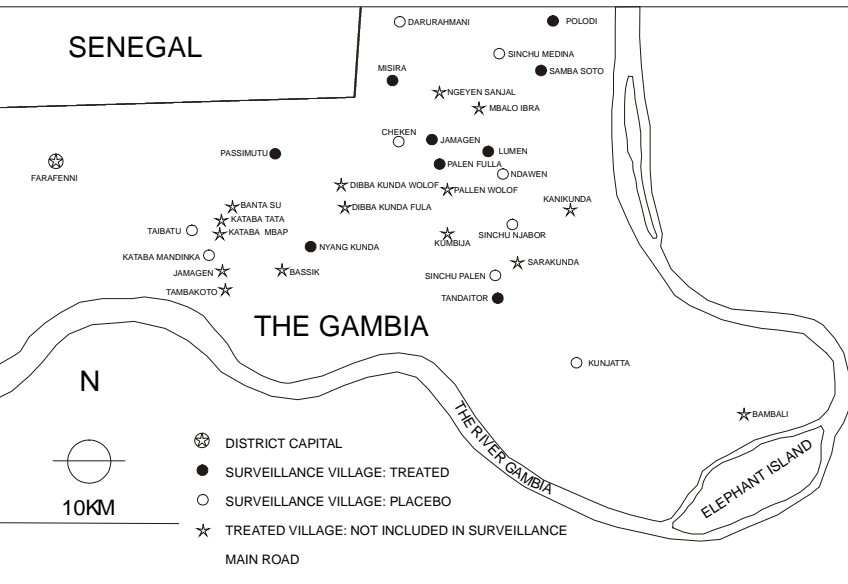 DARURAHMANI
POLODI
SENEGAL
SINCHU MEDINA
MISIRA
SAMBA SOTO
NGEYEN SANJAL
MBALO IBRA
CHEKEN
JAMAGEN
PASSIMUTU
LUMEN
PALEN FULLA
FARAFENNI
NDAWEN
DIBBA KUNDA WOLOF
PALLEN WOLOF
KANIKUNDA
BANTA SU
DIBBA KUNDA FULA
KATABA TATA
TAIBATU
KATABA MBAP
SINCHU NJABOR
KUMBIJA
NYANG KUNDA
KATABA MANDINKA
SARAKUNDA
JAMAGEN
BASSIK
SINCHU PALEN
TAMBAKOTO
TANDAITOR
THE GAMBIA
KUNJATTA
N
THE RIVER GAMBIA
BAMBALI
ELEPHANT ISLAND
10KM
DISTRICT CAPITAL
SURVEILLANCE VILLAGE: TREATED
SURVEILLANCE VILLAGE: PLACEBO
TREATED VILLAGE: NOT INCLUDED IN SURVEILLANCE
MAIN ROAD